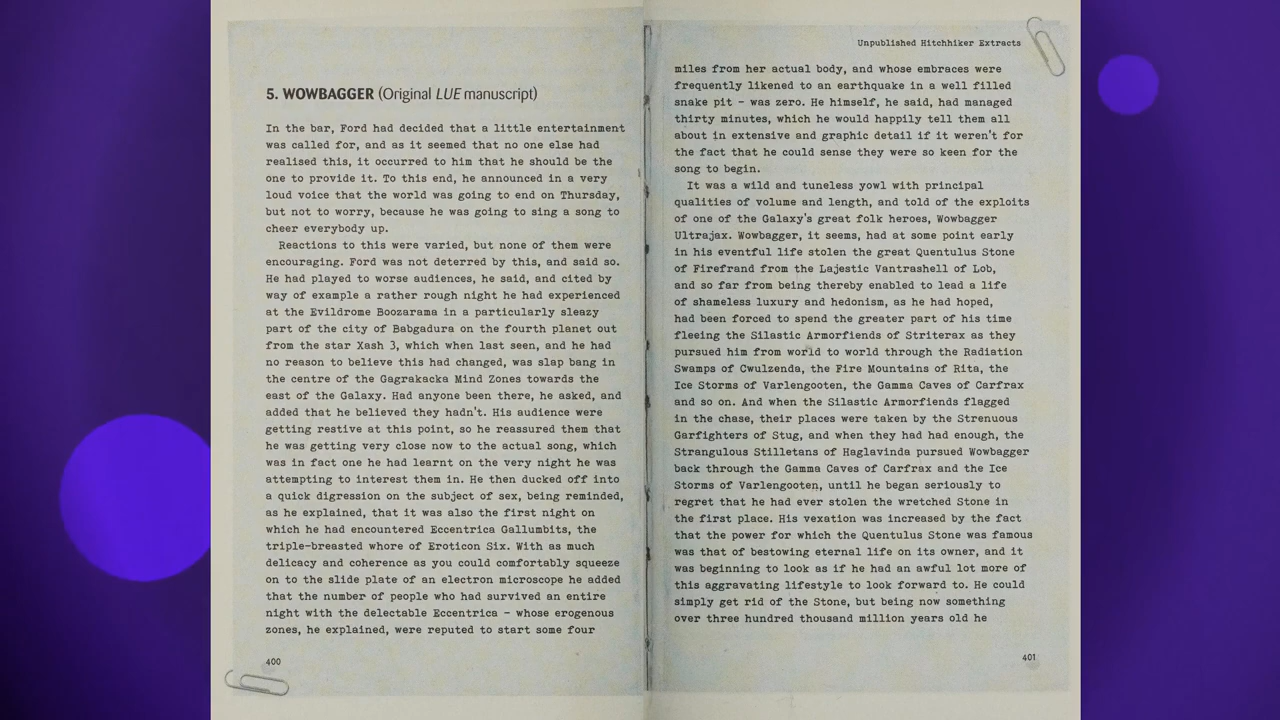 5. WOWBAGGER (Original LUE manuscript)
In the bar, Ford had decided that a little entertainment
was called for, and as it seemed that no one else had
realised this, it occurred to him that he should be the
one to provide it. To this end, he announced in a very
loud voice that the world was going to end on Thursday,
but not to worry, because he was going to sing a song to
cheer everybody up.
Reactions to this were varied, but none of them were
encouraging. Ford was not deterred by this, and said so.
He had played to worse audiences, he said, and cited by
way of example a rather rough night he had experienced
at the Evildrome Boozarama in a particularly sleazy
part of the city of Babgadura on the fourth planet out
from the star Xash 3, which when last seen, and he had
no reason to believe this had changed, was slap bang in
the centre of the Gagrakacka Mind Zones towards the
east of the Galaxy. Had anyone been there, he asked, and
added that he believed they hadn't. His audience were
getting restive at this point, so he reassured them that
he was getting very close now to the actual song, which
was in fact one he had learnt on the very night he was
attempting to interest them in. He then ducked off into
a quick digression on the subject of sex, being reminded,
as he explained, that it was also the first night on
which he had encountered Eccentrica Gallumbits, the
triple-breasted whore of Eroticon Six. With as much
delicacy and coherence as you could comfortably squeeze
on to the slide plate of an electron microscope he added
that the number of people who had survived an entire
night with the delectable Eccentrica – whose erogenous
zones, he explained, were reputed to start some four
400
Unpublished Hitchhiker Extracts
miles from her actual body, and whose embraces were
frequently likened to an earthquake in a well filled
snake pit – was zero. He himself, he said, had managed
thirty minutes, which he would happily tell them all
about in extensive and graphic detail if it weren't for
the fact that he could sense they were so keen for the
song to begin.
It was a wild and tuneless yowl with principal
qualities of volume and length, and told of the exploits
of one of the Galaxy's great folk heroes, Wowbagger
Ultrajax. Wowbagger, it seems, had at some point early
in his eventful life stolen the great Quentulus Stone
of Firefrand from the Lajestic Vantrashell of Lob,
and so far from being thereby enabled to lead a life
of shameless luxury and hedonism, as he had hoped,
had been forced to spend the greater part of his time
fleeing the Silastic Armorfiends of Striterax as they
pursued him from world to world through the Radiation
Swamps of Cwulzenda, the Fire Mountains of Rita, the
Ice Storms of Varlengooten, the Gamma Caves of Carfrax
and so on. And when the Silastic Armorfiends flagged
in the chase, their places were taken by the Strenuous
Garfighters of Stug, and when they had had enough, the
Strangulous Stilletans of Haglavinda pursued Wowbagger
back through the Gamma Caves of Carfrax and the Ice
Storms of Varlengooten, until he began seriously to
regret that he had ever stolen the wretched Stone in
the first place. His vexation was increased by the fact
that the power for which the Quentulus Stone was famous
was that of bestowing eternal life on its owner, and it
was beginning to look as if he had an awful lot more of
this aggravating lifestyle to look forward to. He could
simply get rid of the Stone, but being now something
over three hundred thousand million years old he
401